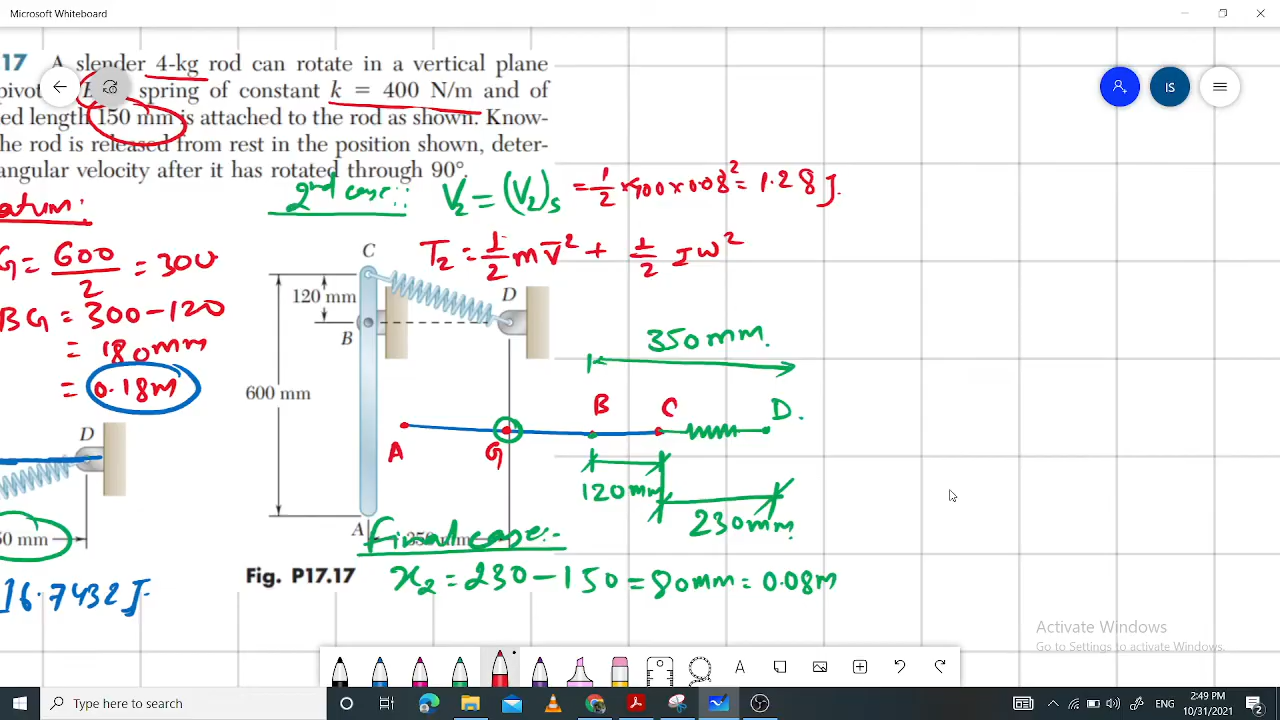 Microsoft Whiteboard
17 A slender 4-kg rod can rotate in a vertical plane
pivot B spring of constant k = 400 N/m and of
ed length 150 mm is attached to the rod as shown. Know-
he rod is released from rest in the position shown, deter-
angular velocity after it has rotated through 90°.
IS
atum:
2nd case:
V2 = (V2)s = 1/2 × 400 × 0.08² = 1.28 J.
T2 = 1/2 m v̄² + 1/2 I ω²
G = 600/2 = 300
BG = 300 - 120
= 180mm
= 0.18m
C
120 mm
D
B
600 mm
A
350mm.
A
G
B
C
D.
120mm
230mm.
D
50 mm
16.7432J.
Final case:-
Fig. P17.17
x2 = 230 - 150 = 80mm = 0.08m
Activate Windows
Go to Settings to activate Windows.
A
Type here to search
ENG
2:49 PM
10/31/2021
2